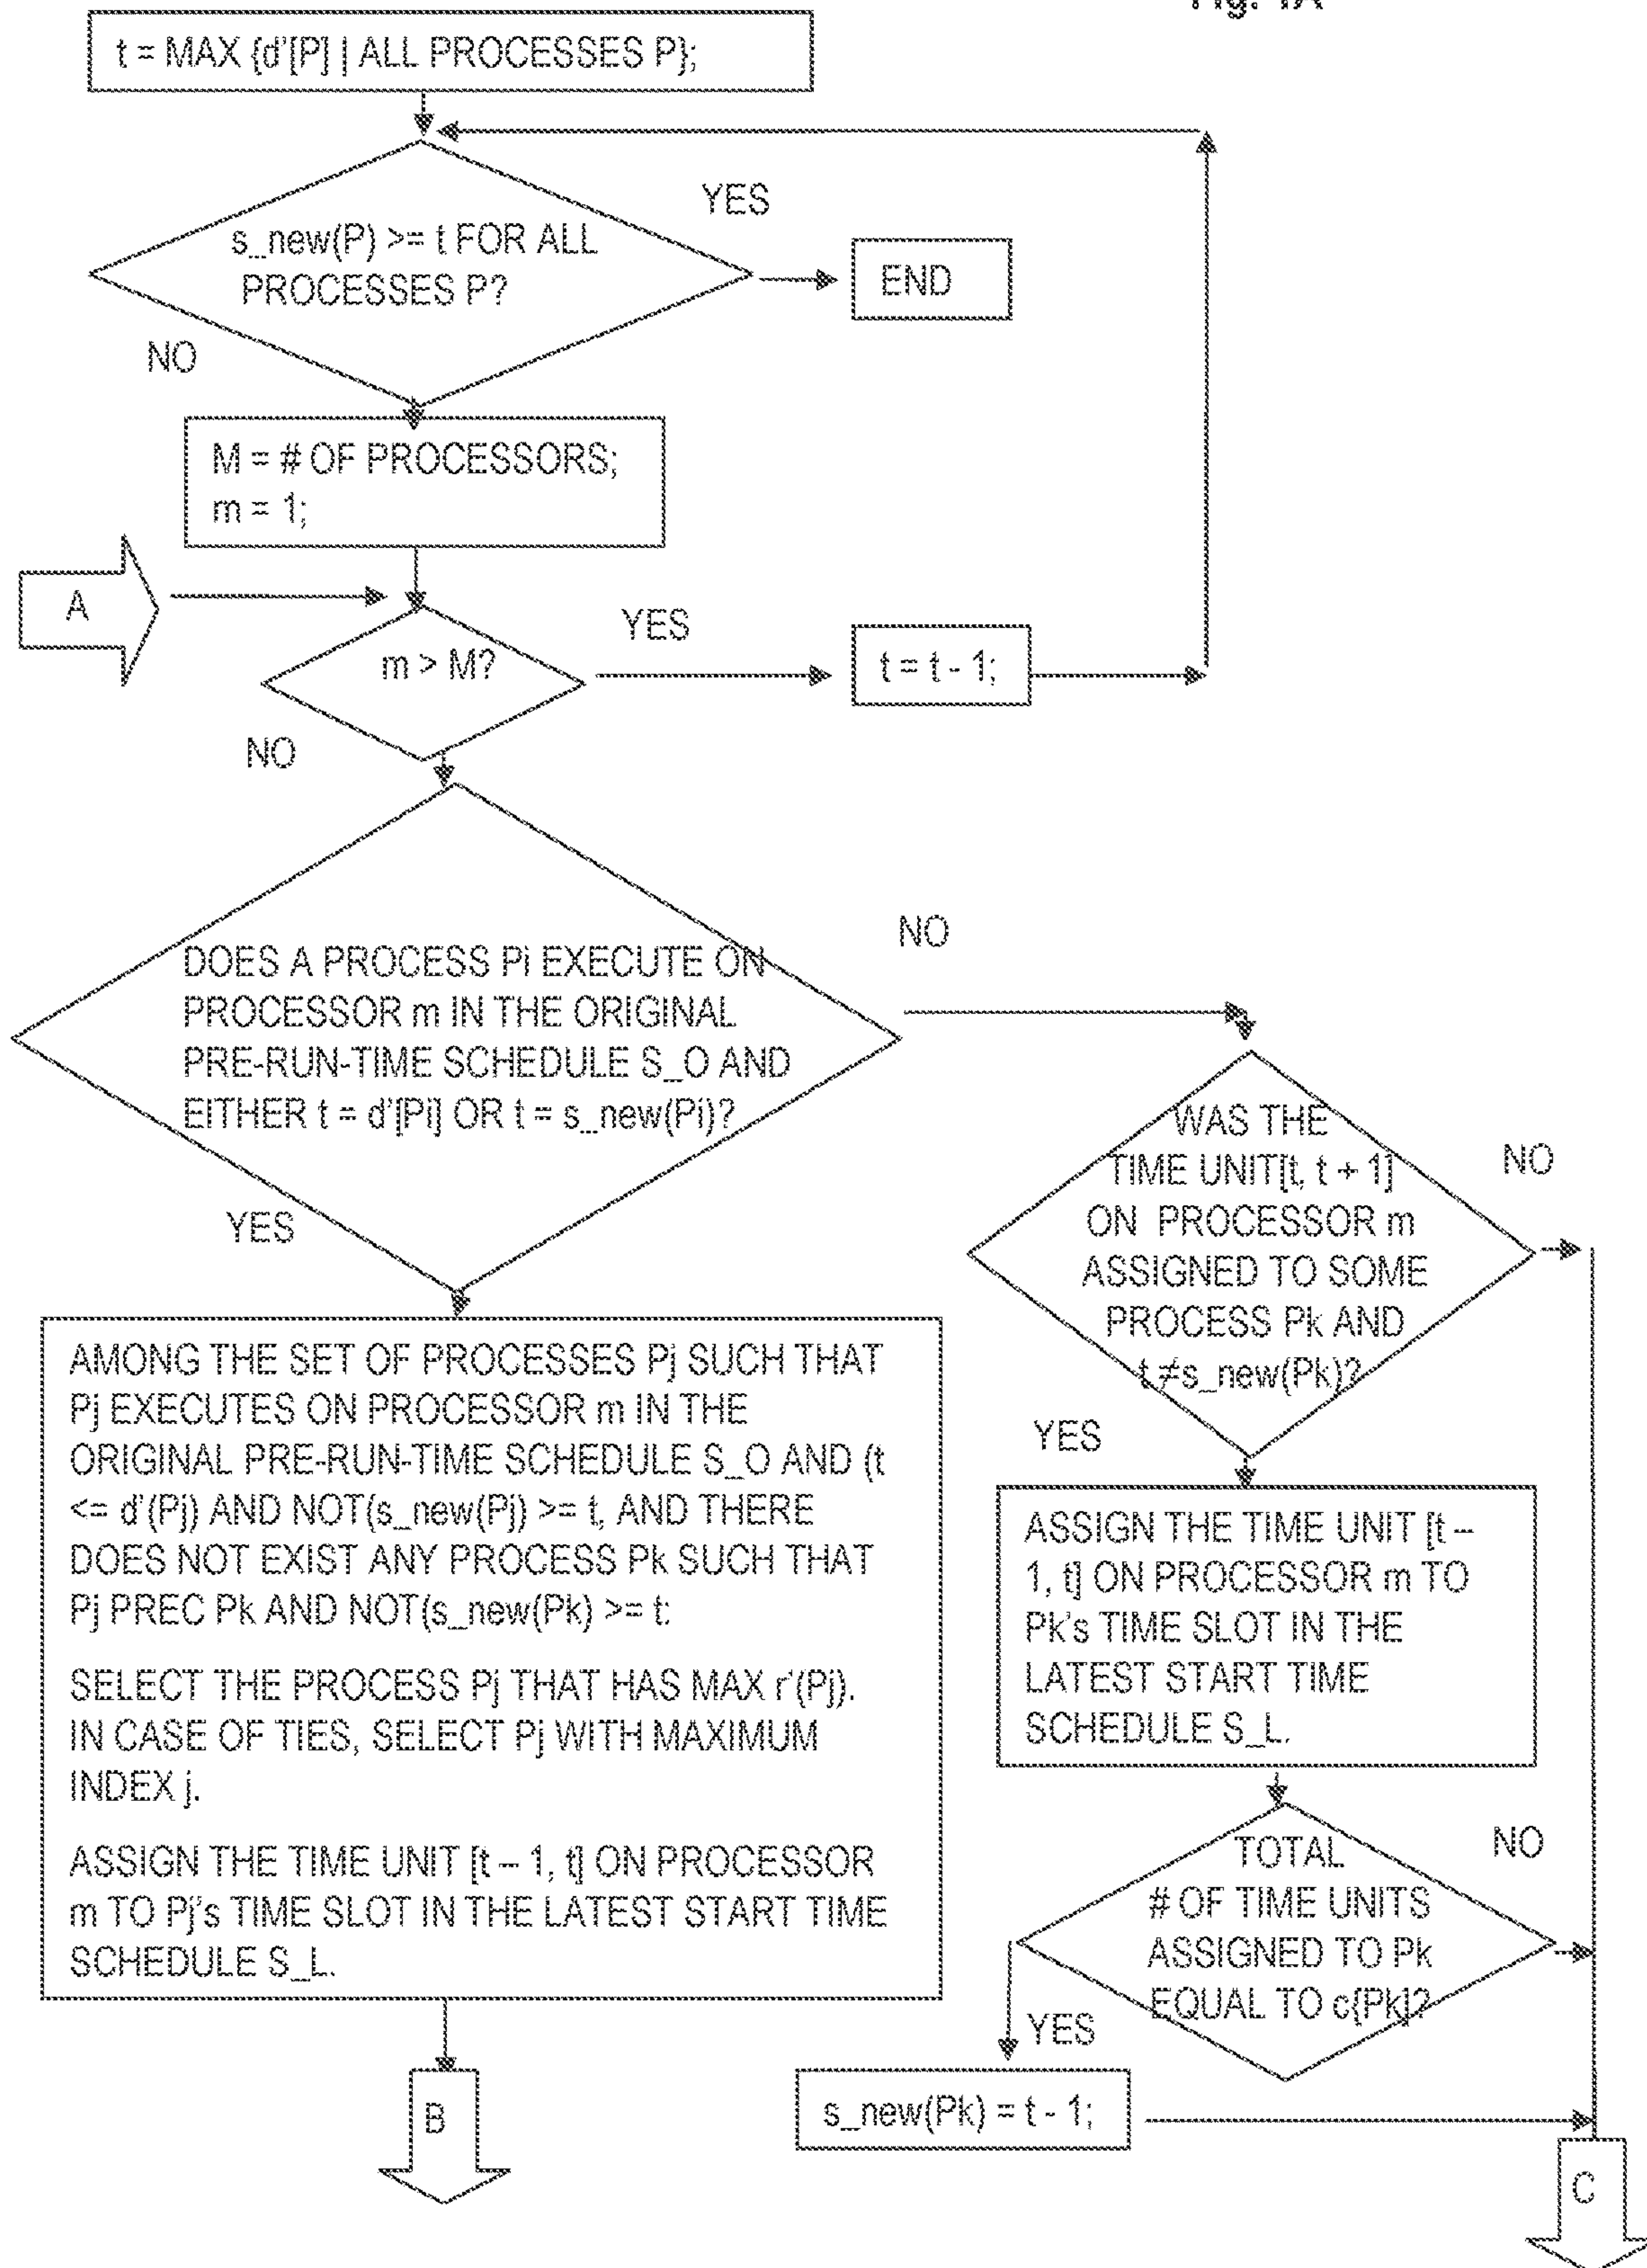 t = MAX {d'[P] | ALL PROCESSES P};
YES
s_new(P) >= t FOR ALL
PROCESSES P?
END
NO
M = # OF PROCESSORS;
m = 1;
A
YES
m > M?
t = t - 1;
NO
NO
DOES A PROCESS Pi EXECUTE ON
PROCESSOR m IN THE ORIGINAL
PRE-RUN-TIME SCHEDULE S_O AND
EITHER t = d'[Pi] OR t = s_new(Pi)?
YES
WAS THE
TIME UNIT[t, t + 1]
ON PROCESSOR m
ASSIGNED TO SOME
PROCESS Pk AND
t ≠s_new(Pk)?
NO
YES
AMONG THE SET OF PROCESSES Pj SUCH THAT
Pj EXECUTES ON PROCESSOR m IN THE
ORIGINAL PRE-RUN-TIME SCHEDULE S_O AND (t
<= d'(Pj) AND NOT(s_new(Pj) >= t, AND THERE
DOES NOT EXIST ANY PROCESS Pk SUCH THAT
Pj PREC Pk AND NOT(s_new(Pk) >= t:
SELECT THE PROCESS Pj THAT HAS MAX r'(Pj).
IN CASE OF TIES, SELECT Pj WITH MAXIMUM
INDEX j.
ASSIGN THE TIME UNIT [t – 1, t] ON PROCESSOR
m TO Pj's TIME SLOT IN THE LATEST START TIME
SCHEDULE S_L.
ASSIGN THE TIME UNIT [t –
1, t] ON PROCESSOR m TO
Pk's TIME SLOT IN THE
LATEST START TIME
SCHEDULE S_L.
TOTAL
# OF TIME UNITS
ASSIGNED TO Pk
EQUAL TO c[Pk]?
NO
YES
s_new(Pk) = t - 1;
B
C